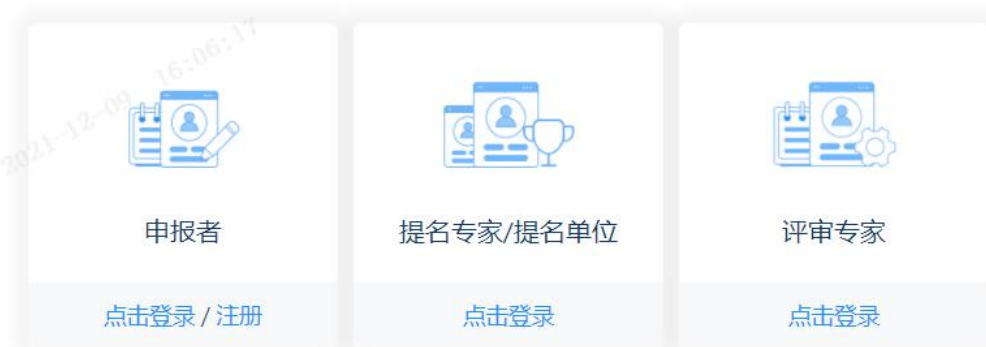 2021-12-09 16:06:17
申报者
提名专家/提名单位
评审专家
点击登录 / 注册
点击登录
点击登录